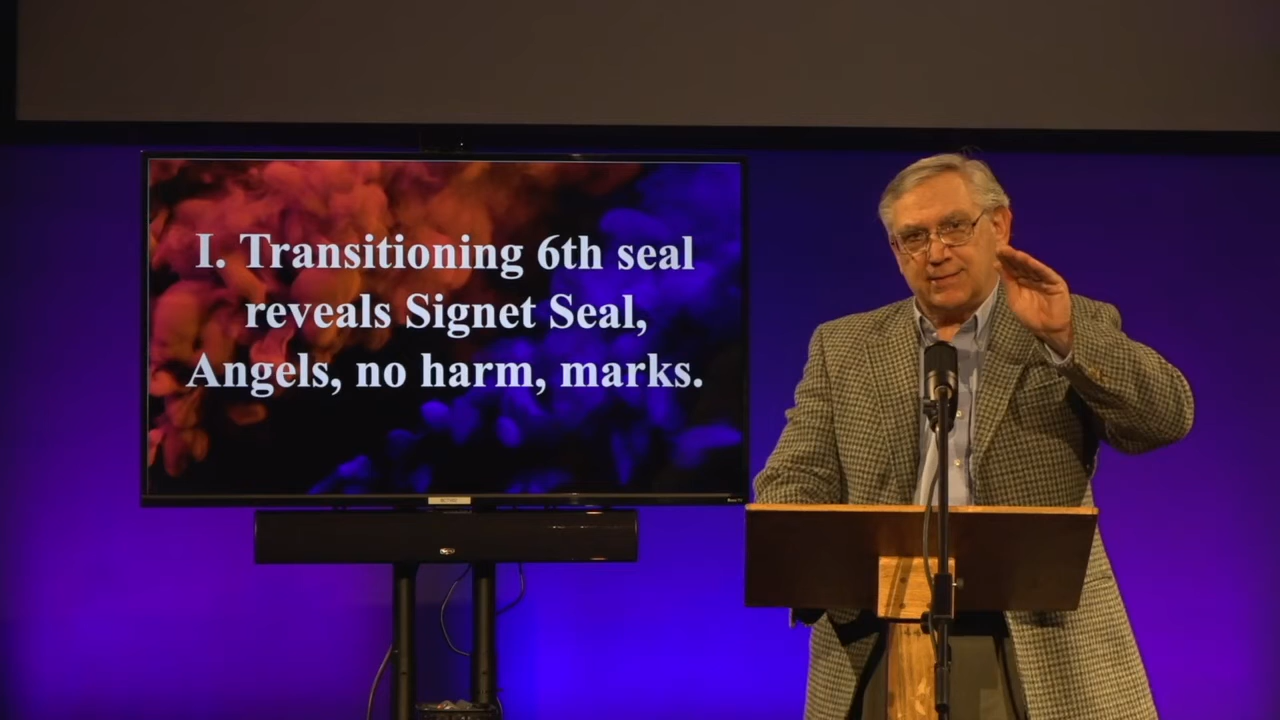 I. Transitioning 6th seal
reveals Signet Seal,
Angels, no harm, marks.